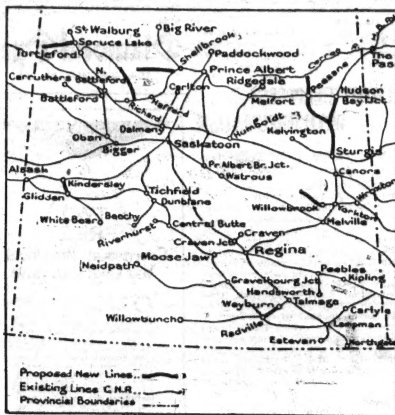 St. Walburg
Big River
Spruce Lake
Turtleford
Shellbrook
Paddockwood
Carruthers
N. Battleford
Carlton
Prince Albert
Ridgedale
Peesane
The Pas
Battleford
Richard
Hafford
Melfort
Hudson Bay Jct.
Oban
Dalmeny
Humboldt
Kelvington
Biggar
Saskatoon
Sturgis
Alsask
Pr. Albert Br. Jct.
Canora
Kindersley
Watrous
Glidden
Tichfield
Dunblane
Willowbrook
Yorkton
White Bear
Beechy
Central Butte
Melville
Riverhurst
Craven
Craven Jct
Regina
Moose Jaw
Neidpath
Peebles
Gravelbourg Jct.
Kipling
Handsworth
Weyburn
Talmage
Willowbunch
Carlyle
Radville
Lampman
Estevan
Northgate
Proposed New Lines...
Existing Lines C.N.R.
Provincial Boundaries